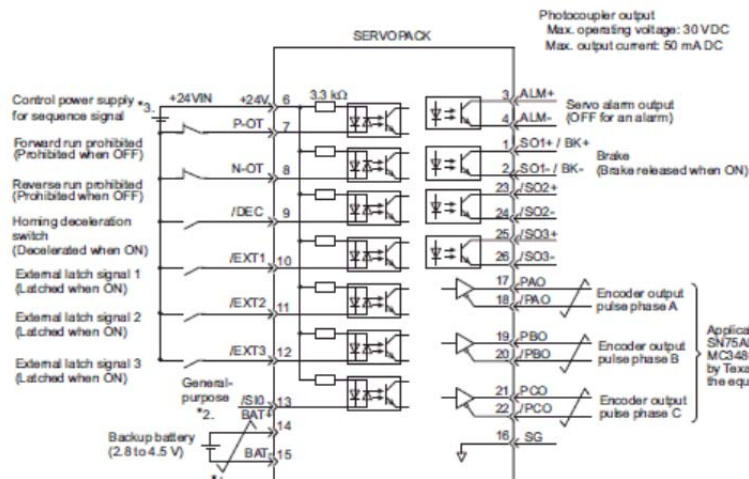 Photocoupler output
Max. operating voltage: 30 VDC
Max. output current: 50 mA DC
SERVOPACK
Control power supply
for sequence signal
*3.
+24VIN
+24V
6
3.3 kΩ
Forward run prohibited
(Prohibited when OFF)
P-OT
7
Reverse run prohibited
(Prohibited when OFF)
N-OT
8
Homing deceleration
switch
(Decelerated when ON)
/DEC
9
External latch signal 1
(Latched when ON)
/EXT1
10
External latch signal 2
(Latched when ON)
/EXT2
11
External latch signal 3
(Latched when ON)
/EXT3
12
General-
purpose
*2.
/SI0
13
BAT+
14
Backup battery
(2.8 to 4.5 V)
BAT-
15
3
ALM+
4
ALM-
Servo alarm output
(OFF for an alarm)
1
/SO1+ / BK+
2
/SO1- / BK-
Brake
(Brake released when ON)
23
/SO2+
24
/SO2-
25
/SO3+
26
/SO3-
17
PAO
18
/PAO
Encoder output
pulse phase A
19
PBO
20
/PBO
Encoder output
pulse phase B
21
PCO
22
/PCO
Encoder output
pulse phase C
16
SG
Applica
SN75AL
MC348
by Texa
the equ